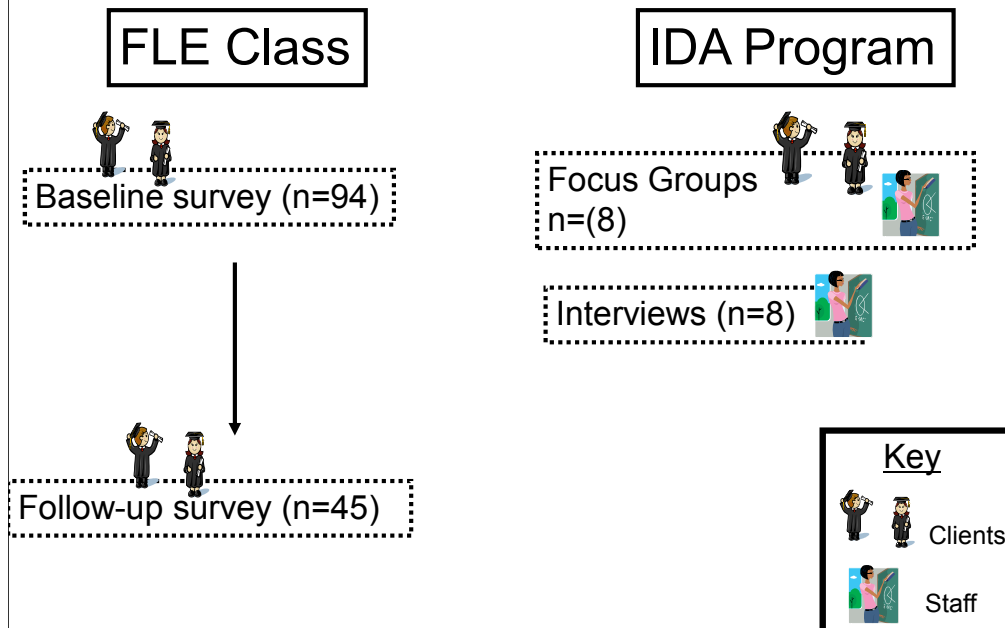 FLE Class
Baseline survey (n=94)
Follow-up survey (n=45)
IDA Program
Focus Groups
n=(8)
Interviews (n=8)
Key
Clients
Staff